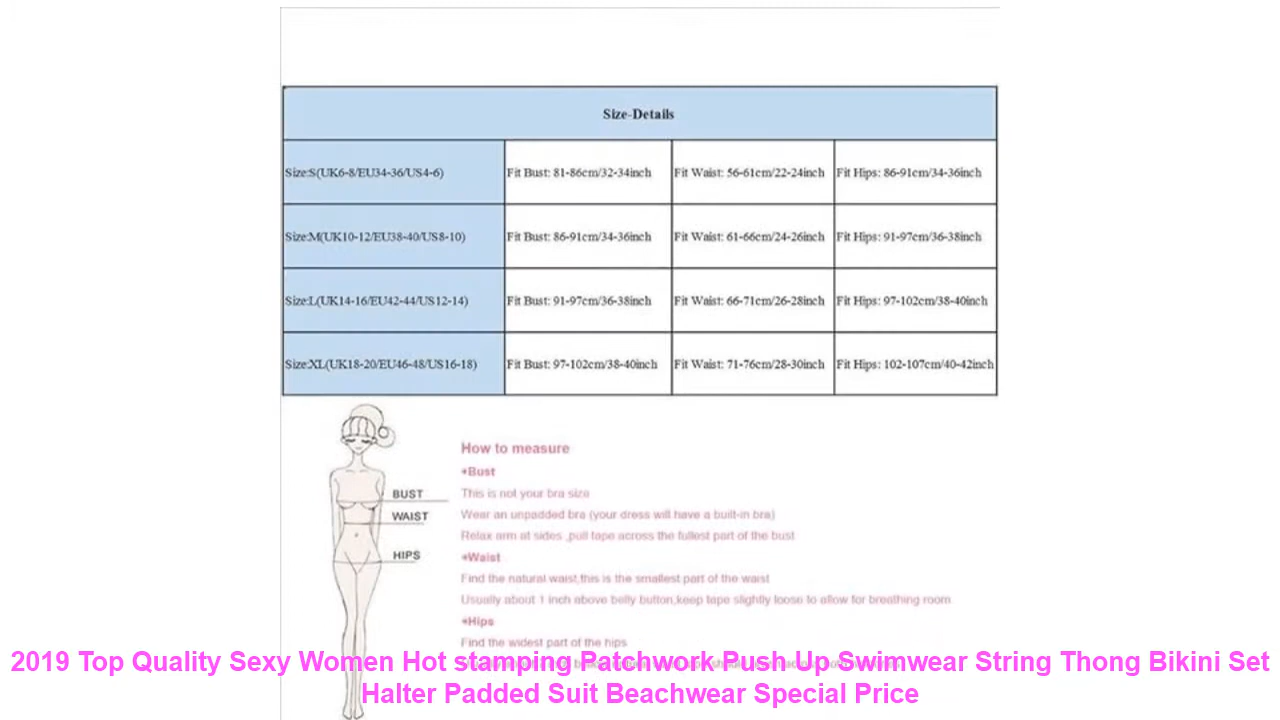 Size-Details
Size:S(UK6-8/EU34-36/US4-6) Fit Bust: 81-86cm/32-34inch Fit Waist: 56-61cm/22-24inch Fit Hips: 86-91cm/34-36inch
Size:M(UK10-12/EU38-40/US8-10) Fit Bust: 86-91cm/34-36inch Fit Waist: 61-66cm/24-26inch Fit Hips: 91-97cm/36-38inch
Size:L(UK14-16/EU42-44/US12-14) Fit Bust: 91-97cm/36-38inch Fit Waist: 66-71cm/26-28inch Fit Hips: 97-102cm/38-40inch
Size:XL(UK18-20/EU46-48/US16-18) Fit Bust: 97-102cm/38-40inch Fit Waist: 71-76cm/28-30inch Fit Hips: 102-107cm/40-42inch
BUST
WAIST
HIPS
How to measure
*Bust
This is not your bra size
Wear an unpadded bra (your dress will have a built-in bra)
Relax arm at sides ,pull tape across the fullest part of the bust
*Waist
Find the natural waist,this is the smallest part of the waist
Usually about 1 inch above belly button,keep tape slightly loose to allow for breathing room
*Hips
Find the widest part of the hips
2019 Top Quality Sexy Women Hot stamping Patchwork Push Up Swimwear String Thong Bikini Set
Halter Padded Suit Beachwear Special Price